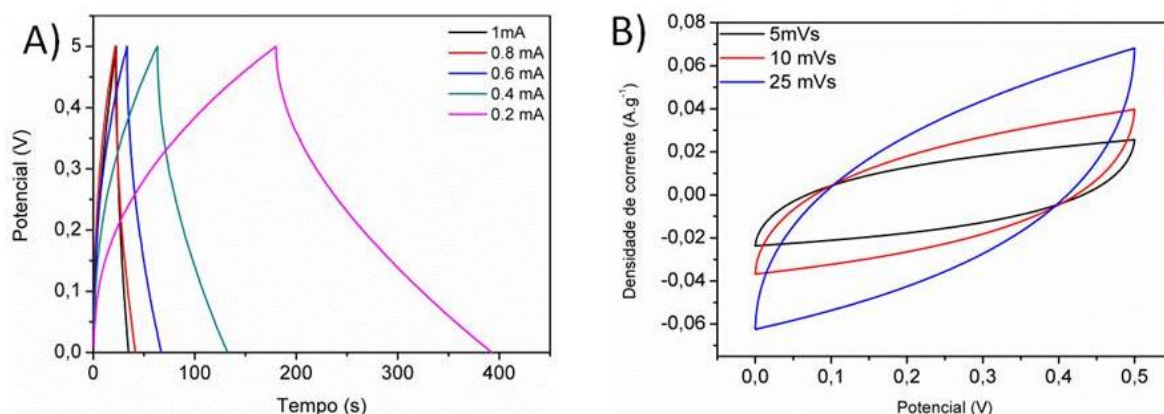 A)
Potencial (V)
5
0,4
0,3
0,2
0,1
0,0
0
100
200
300
400
Tempo (s)
1mA
0.8 mA
0.6 mA
0.4 mA
0.2 mA
B)
Densidade de corrente (A.g⁻¹)
0,08
0,06
0,04
0,02
0,00
-0,02
-0,04
-0,06
0,0
0,1
0,2
0,3
0,4
0,5
Potencial (V)
5mVs
10 mVs
25 mVs